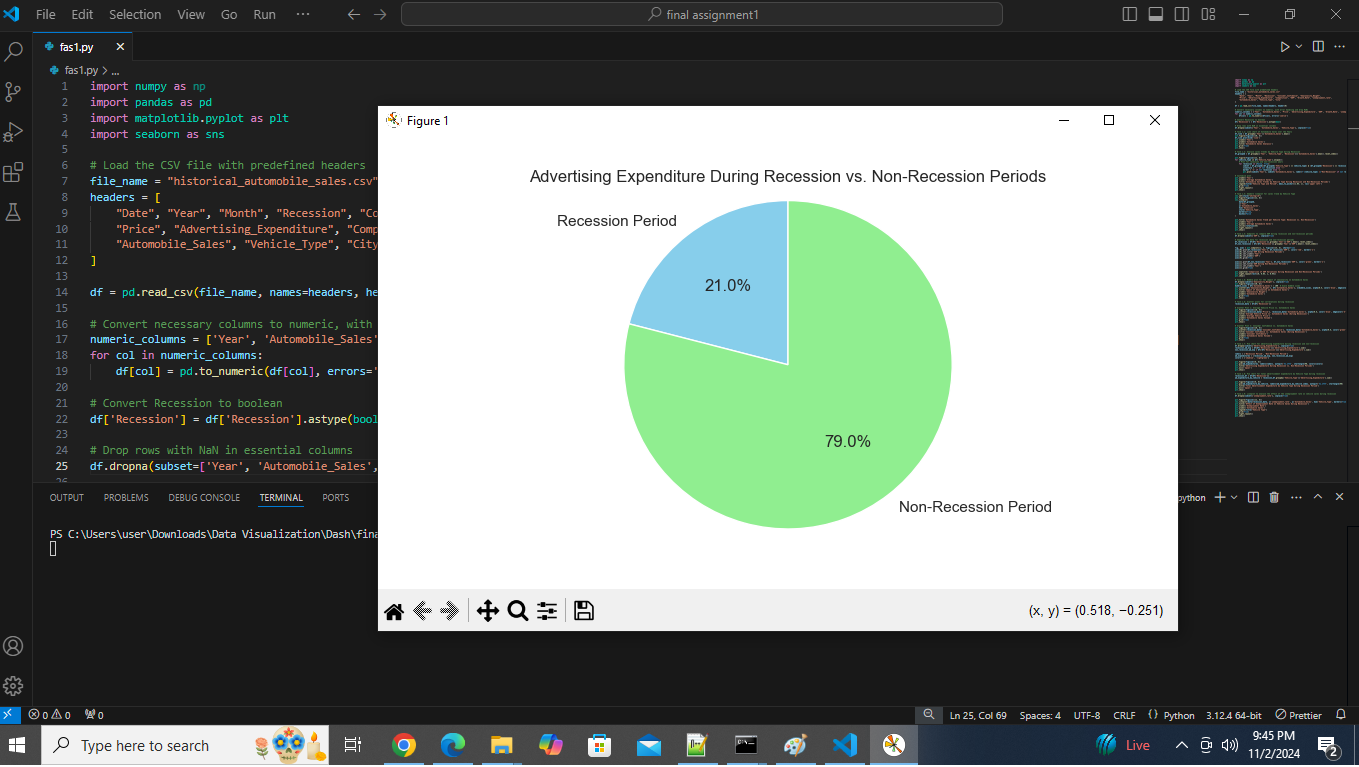 File Edit Selection View Go Run ··· final assignment1
fas1.py
fas1.py > ...
1 import numpy as np
2 import pandas as pd
3 import matplotlib.pyplot as plt
4 import seaborn as sns
5
6 # Load the CSV file with predefined headers
7 file_name = "historical_automobile_sales.csv"
8 headers = [
9 "Date", "Year", "Month", "Recession", "Co
10 "Price", "Advertising_Expenditure", "Comp
11 "Automobile_Sales", "Vehicle_Type", "City
12 ]
13
14 df = pd.read_csv(file_name, names=headers, he
15
16 # Convert necessary columns to numeric, with
17 numeric_columns = ['Year', 'Automobile_Sales'
18 for col in numeric_columns:
19 df[col] = pd.to_numeric(df[col], errors='
20
21 # Convert Recession to boolean
22 df['Recession'] = df['Recession'].astype(bool
23
24 # Drop rows with NaN in essential columns
25 df.dropna(subset=['Year', 'Automobile_Sales',
26
Figure 1
Advertising Expenditure During Recession vs. Non-Recession Periods
Recession Period
21.0%
79.0%
Non-Recession Period
(x, y) = (0.518, −0.251)
OUTPUT PROBLEMS DEBUG CONSOLE TERMINAL PORTS python
PS C:\Users\user\Downloads\Data Visualization\Dash\fina
0 0 0 Ln 25, Col 69 Spaces: 4 UTF-8 CRLF Python 3.12.4 64-bit Prettier
Type here to search
Live
9:45 PM
11/2/2024
2